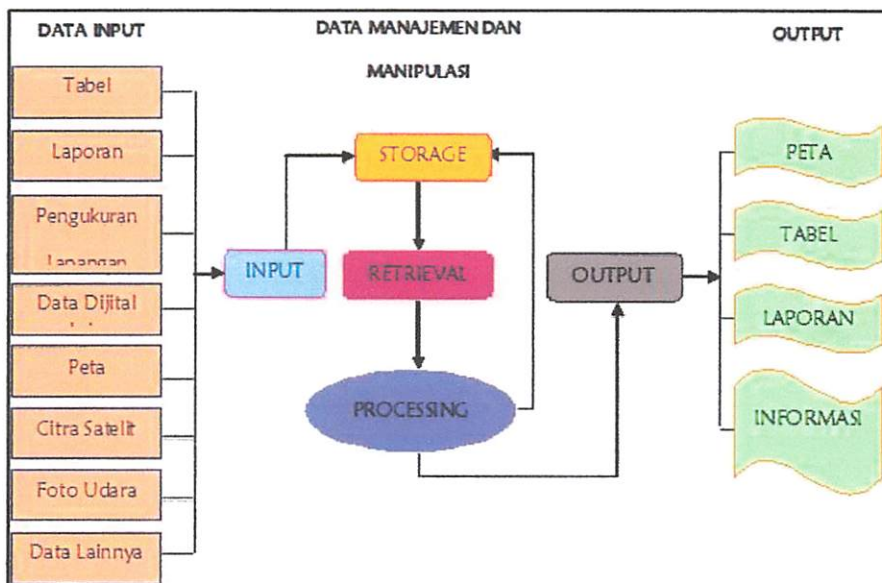 DATA INPUT
Tabel
Laporan
Pengukuran
Lapangan
Data Dijital
Peta
Citra Satelit
Foto Udara
Data Lainnya
DATA MANAJEMEN DAN
MANIPULASI
INPUT
STORAGE
RETRIEVAL
PROCESSING
OUTPUT
OUTPUT
PETA
TABEL
LAPORAN
INFORMASI